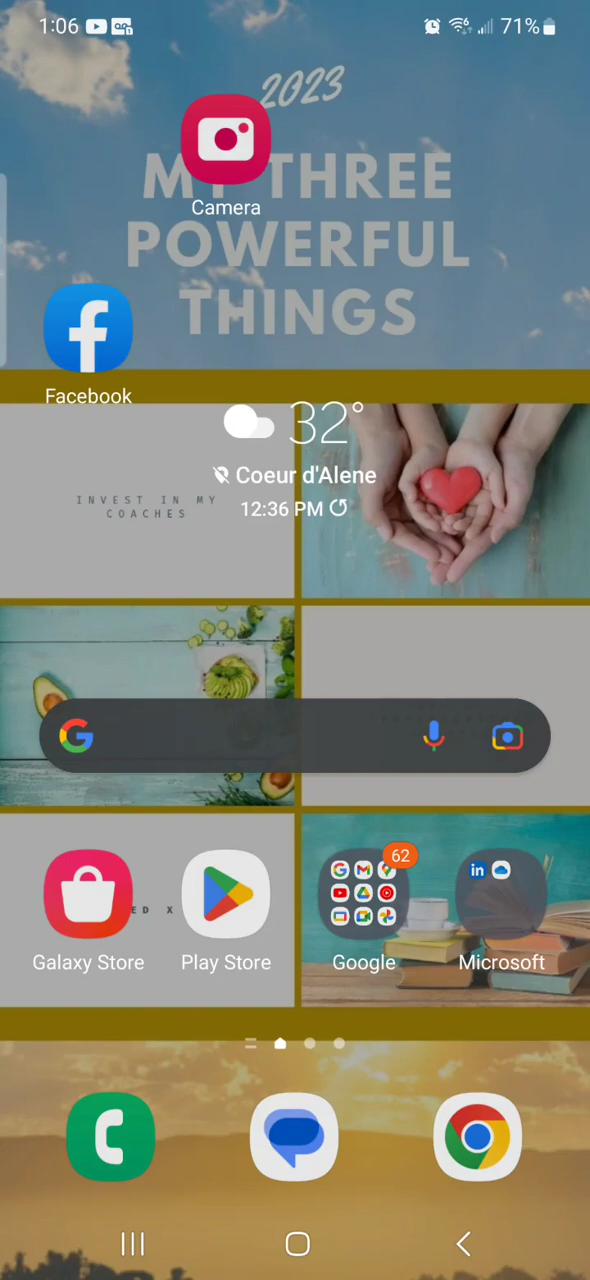 1:06
71%
2023
MY THREE
Camera
POWERFUL
THINGS
Facebook
32°
Coeur d'Alene
INVEST IN MY
COACHES
12:36 PM
62
ED X
Galaxy Store
Play Store
Google
Microsoft